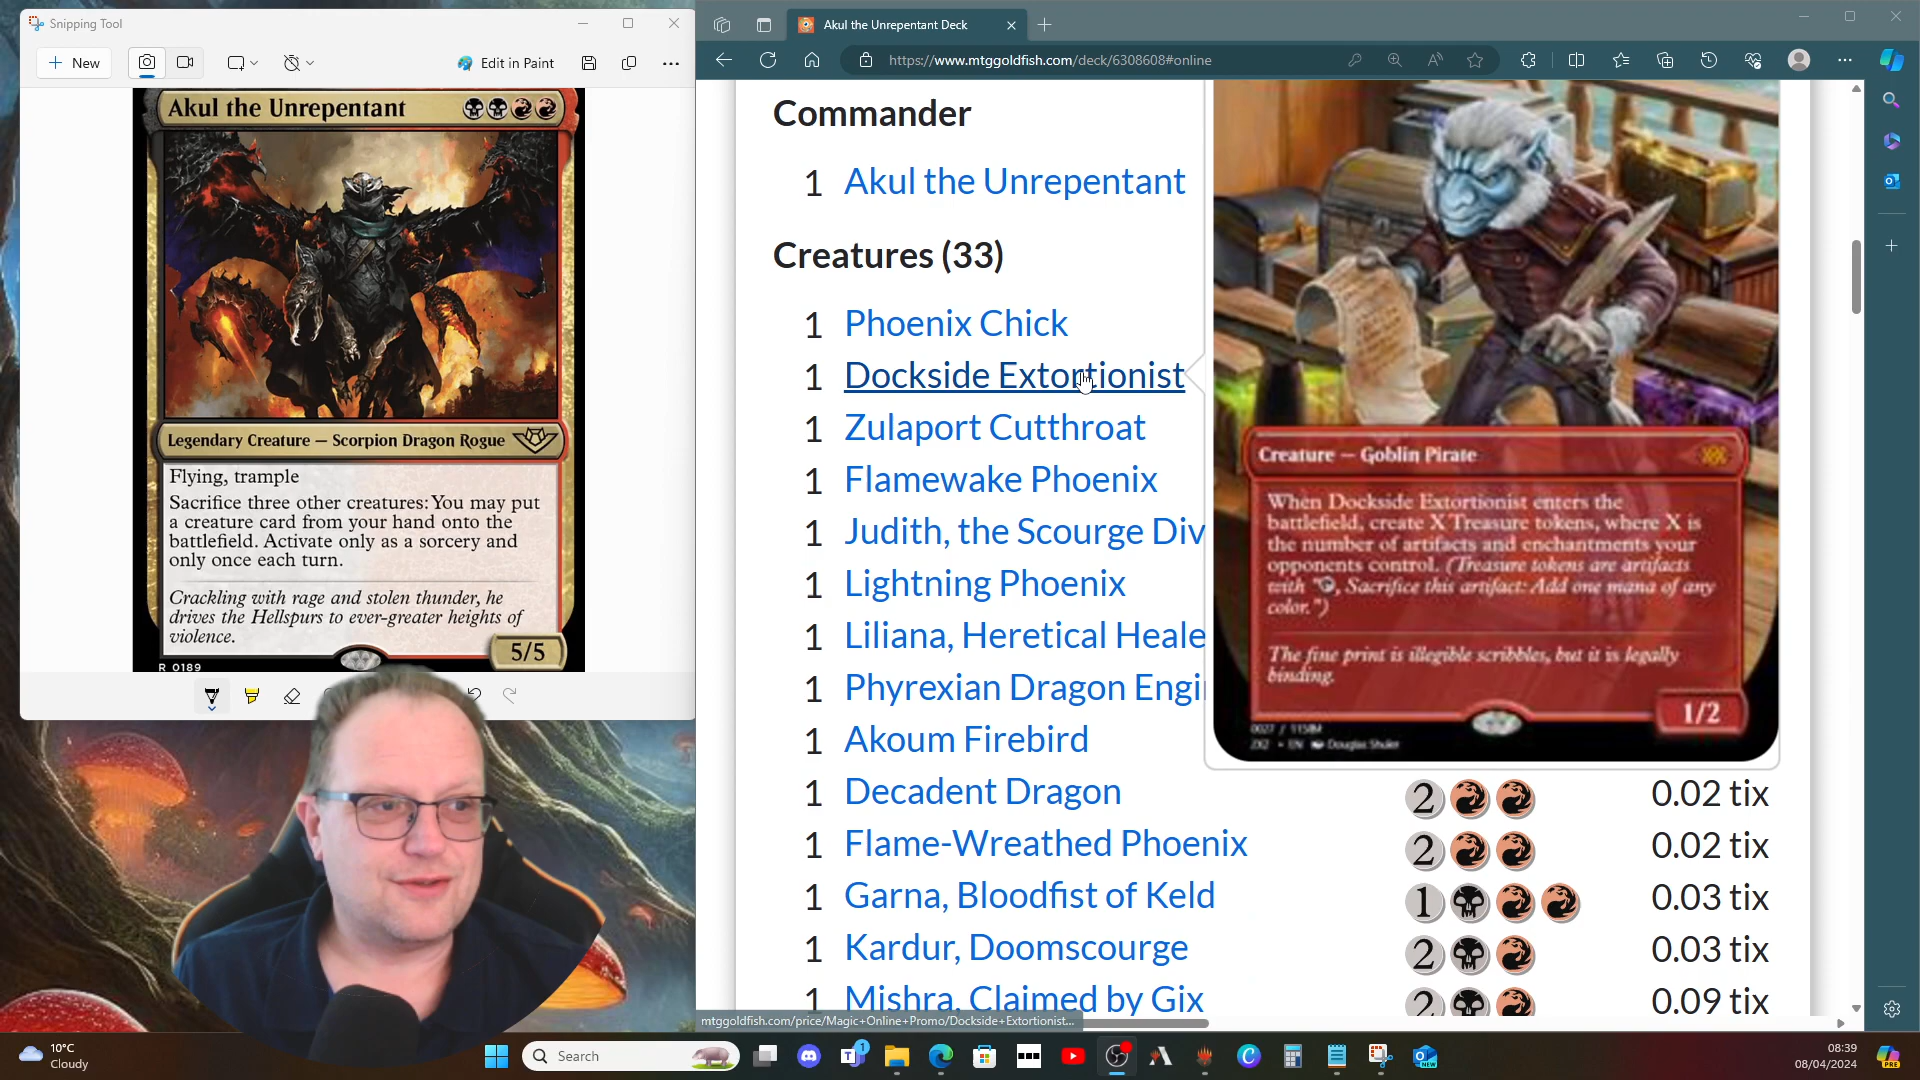 Snipping Tool
New
Edit in Paint
Akul the Unrepentant
Legendary Creature — Scorpion Dragon Rogue
Flying, trample
Sacrifice three other creatures: You may put
a creature card from your hand onto the
battlefield. Activate only as a sorcery and
only once each turn.
Crackling with rage and stolen thunder, he
drives the Hellspurs to ever-greater heights of
violence.
5/5
R 0189
Akul the Unrepentant Deck
https://www.mtggoldfish.com/deck/6308608#online
Commander
1 Akul the Unrepentant
Creatures (33)
1 Phoenix Chick
1 Dockside Extortionist
1 Zulaport Cutthroat
1 Flamewake Phoenix
1 Judith, the Scourge Div
1 Lightning Phoenix
1 Liliana, Heretical Heale
1 Phyrexian Dragon Engi
1 Akoum Firebird
1 Decadent Dragon 2 0.02 tix
1 Flame-Wreathed Phoenix 2 0.02 tix
1 Garna, Bloodfist of Keld 1 0.03 tix
1 Kardur, Doomscourge 2 0.03 tix
1 Mishra, Claimed by Gix 2 0.09 tix
Creature — Goblin Pirate
When Dockside Extortionist enters the
battlefield, create X Treasure tokens, where X is
the number of artifacts and enchantments your
opponents control. (Treasure tokens are artifacts
with ", Sacrifice this artifact: Add one mana of any
color.")
The fine print is illegible scribbles, but it is legally
binding.
1/2
EN Douglas Shuler
mtggoldfish.com/price/Magic+Online+Promo/Dockside+Extortionist...
10°C
Cloudy
Search
1
NEW
08:39
08/04/2024
PRE